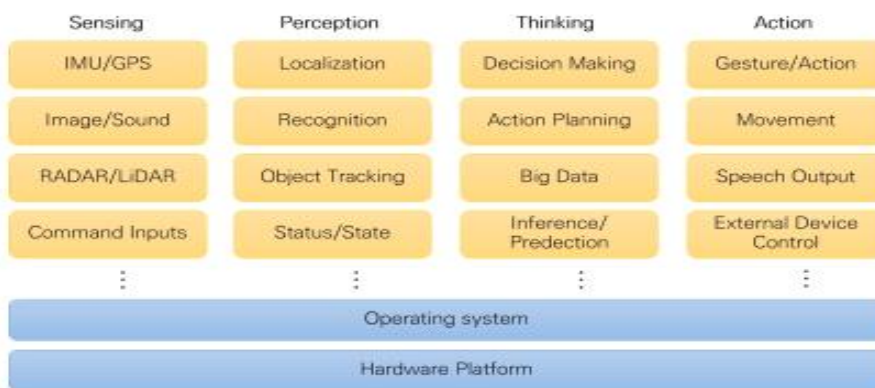 Sensing Perception Thinking Action
IMU/GPS Localization Decision Making Gesture/Action
Image/Sound Recognition Action Planning Movement
RADAR/LiDAR Object Tracking Big Data Speech Output
Command Inputs Status/State Inference/ External Device
Predection Control
Operating system
Hardware Platform